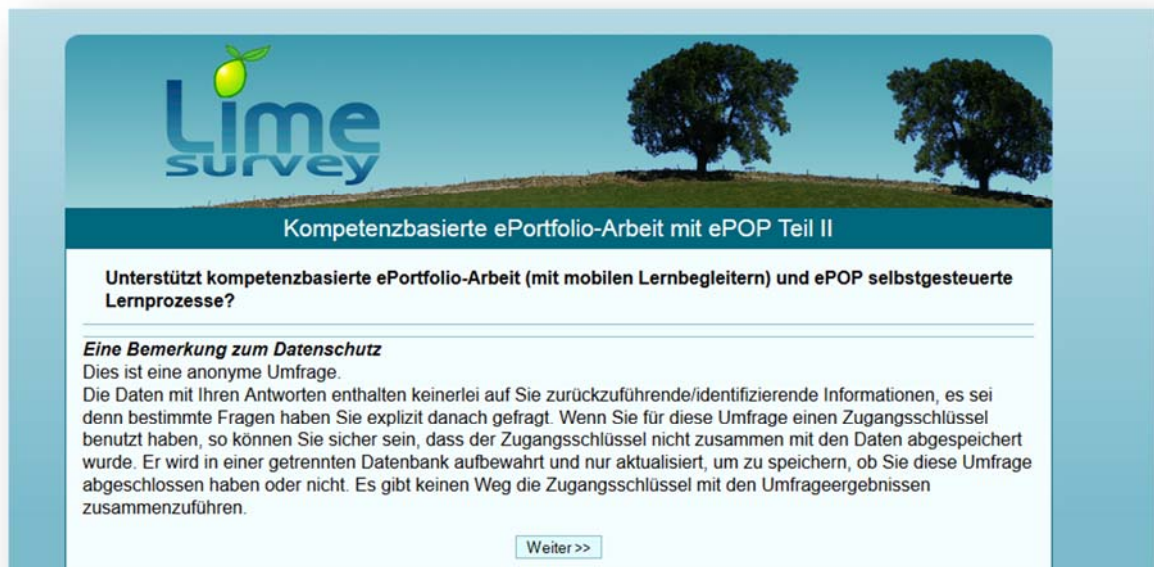 Lime
survey
Kompetenzbasierte ePortfolio-Arbeit mit ePOP Teil II
Unterstützt kompetenzbasierte ePortfolio-Arbeit (mit mobilen Lernbegleitern) und ePOP selbstgesteuerte
Lernprozesse?
Eine Bemerkung zum Datenschutz
Dies ist eine anonyme Umfrage.
Die Daten mit Ihren Antworten enthalten keinerlei auf Sie zurückzuführende/identifizierende Informationen, es sei
denn bestimmte Fragen haben Sie explizit danach gefragt. Wenn Sie für diese Umfrage einen Zugangsschlüssel
benutzt haben, so können Sie sicher sein, dass der Zugangsschlüssel nicht zusammen mit den Daten abgespeichert
wurde. Er wird in einer getrennten Datenbank aufbewahrt und nur aktualisiert, um zu speichern, ob Sie diese Umfrage
abgeschlossen haben oder nicht. Es gibt keinen Weg die Zugangsschlüssel mit den Umfrageergebnissen
zusammenzuführen.
Weiter >>